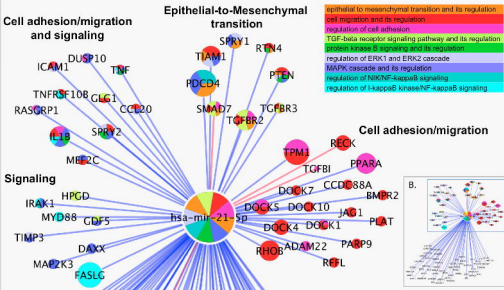 Cell adhesion/migration
and signaling
Epithelial-to-Mesenchymal
transition
epithelial to mesenchymal transition and its regulation
cell migration and its regulation
regulation of cell adhesion
TGF-beta receptor signaling pathway and its regulation
protein kinase B signaling and its regulation
regulation of ERK1 and ERK2 cascade
MAPK cascade and its regulation
regulation of NIK/NF-kappaB signaling
regulation of I-kappaB kinase/NF-kappaB signaling
DUSP10
ICAM1
TNF
TNFRSF10B
GLG1
RASGRP1
CCL20
IL1B
SPRY2
MEF2C
SPRY1
TIAM1
RTN4
PDCD4
PTEN
SMAD7
TGFBR3
TGFBR2
Cell adhesion/migration
RECK
TPM1
PPARA
TGFBI
CCDC88A
DOCK7
BMPR2
DOCK5
DOCK10
JAG1
PLAT
DOCK4
DOCK1
RHOB
ADAM22
PARP9
RFFL
Signaling
HPGD
IRAK1
MYD88
GDF5
TIMP3
DAXX
MAP2K3
FASLG
hsa-mir-21-5p
B.